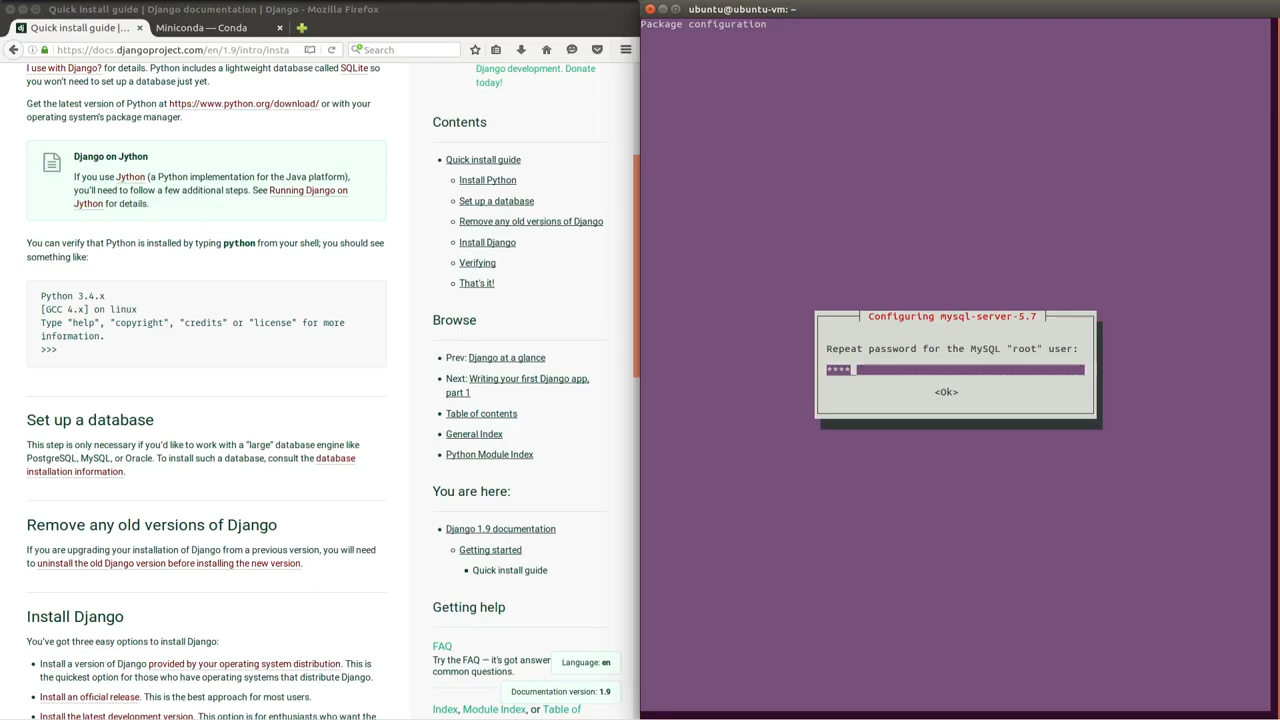 Quick install guide | Django documentation | Django - Mozilla Firefox
Quick install guide |... ×
Miniconda — Conda ×
https://docs.djangoproject.com/en/1.9/intro/insta
Search
I use with Django? for details. Python includes a lightweight database called SQLite so
you won't need to set up a database just yet.
Get the latest version of Python at https://www.python.org/download/ or with your
operating system's package manager.
Django on Jython
If you use Jython (a Python implementation for the Java platform),
you'll need to follow a few additional steps. See Running Django on
Jython for details.
You can verify that Python is installed by typing python from your shell; you should see
something like:
Python 3.4.x
[GCC 4.x] on linux
Type "help", "copyright", "credits" or "license" for more
information.
>>>
Set up a database
This step is only necessary if you'd like to work with a "large" database engine like
PostgreSQL, MySQL, or Oracle. To install such a database, consult the database
installation information.
Remove any old versions of Django
If you are upgrading your installation of Django from a previous version, you will need
to uninstall the old Django version before installing the new version.
Install Django
You've got three easy options to install Django:
• Install a version of Django provided by your operating system distribution. This is
the quickest option for those who have operating systems that distribute Django.
• Install an official release. This is the best approach for most users.
• Install the latest development version. This option is for enthusiasts who want the
Django development. Donate
today!
Contents
• Quick install guide
Install Python
Set up a database
Remove any old versions of Django
Install Django
Verifying
That's it!
Browse
• Prev: Django at a glance
• Next: Writing your first Django app,
part 1
• Table of contents
• General Index
• Python Module Index
You are here:
• Django 1.9 documentation
Getting started
Quick install guide
Getting help
FAQ
Try the FAQ — it's got answer
common questions.
Language: en
Documentation version: 1.9
Index, Module Index, or Table of
ubuntu@ubuntu-vm: ~
Package configuration
Configuring mysql-server-5.7
Repeat password for the MySQL "root" user:
****
<Ok>